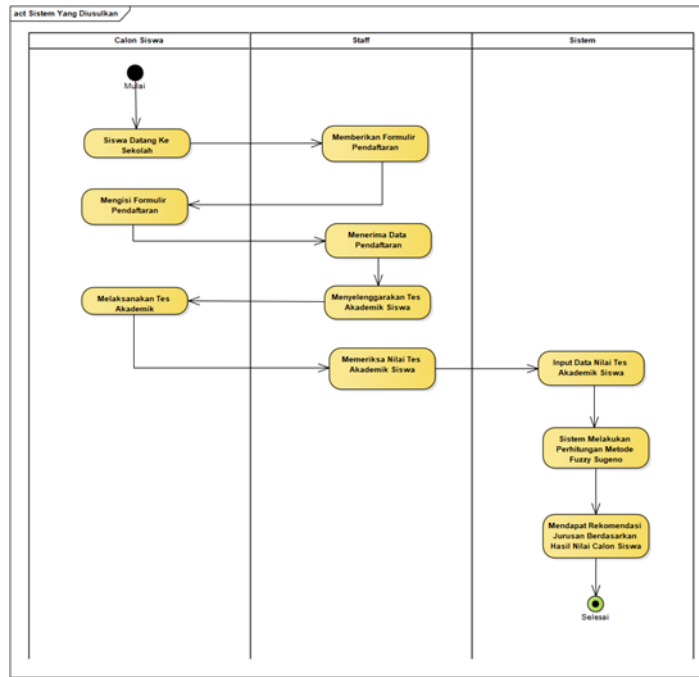 act Sistem Yang Diusulkan
Calon Siswa
Staff
Sistem
Mulai
Siswa Datang Ke
Sekolah
Memberikan Formulir
Pendaftaran
Mengisi Formulir
Pendaftaran
Menerima Data
Pendaftaran
Menyelenggarakan Tes
Akademik Siswa
Melaksanakan Tes
Akademik
Memeriksa Nilai Tes
Akademik Siswa
Input Data Nilai Tes
Akademik Siswa
Sistem Melakukan
Perhitungan Metode
Fuzzy Sugeno
Mendapat Rekomendasi
Jurusan Berdasarkan
Hasil Nilai Calon Siswa
Selesai